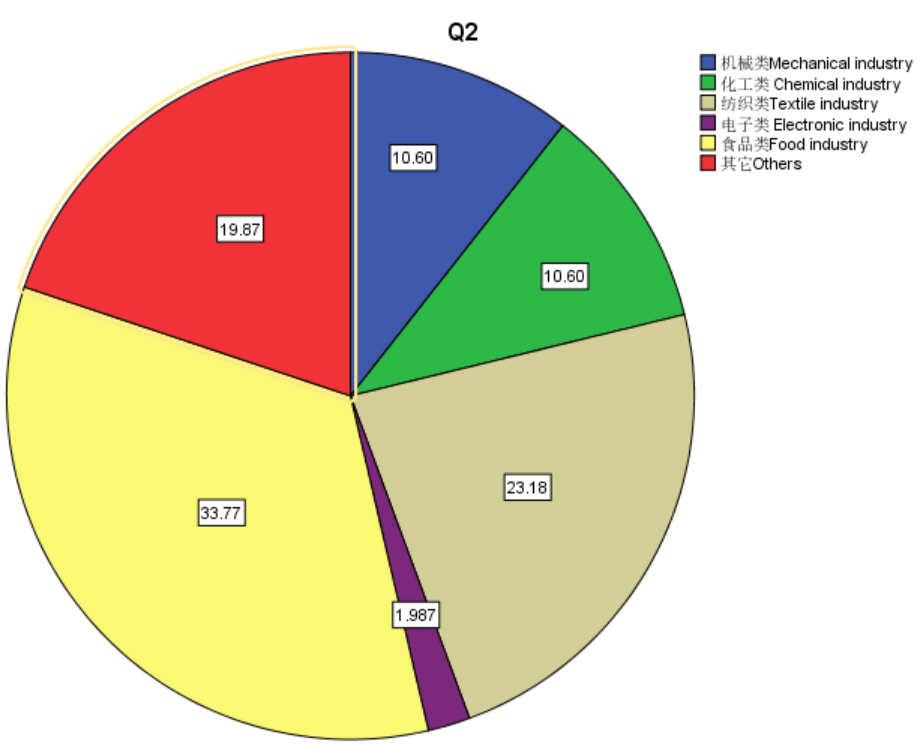 Q2
机械类Mechanical industry
化工类 Chemical industry
纺织类Textile industry
电子类 Electronic industry
食品类Food industry
其它Others
10.60
19.87
10.60
23.18
33.77
1.987